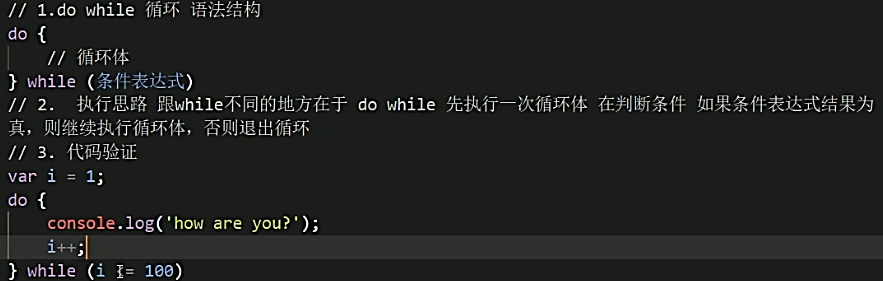 // 1.do while 循环 语法结构
do {
// 循环体
} while (条件表达式)
// 2. 执行思路 跟while不同的地方在于 do while 先执行一次循环体 在判断条件 如果条件表达式结果为
真，则继续执行循环体，否则退出循环
// 3. 代码验证
var i = 1;
do {
console.log('how are you?');
i++;
} while (i = 100)